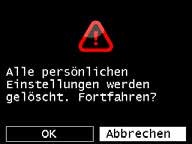 Alle persönlichen
Einstellungen werden
gelöscht. Fortfahren?
OK
Abbrechen